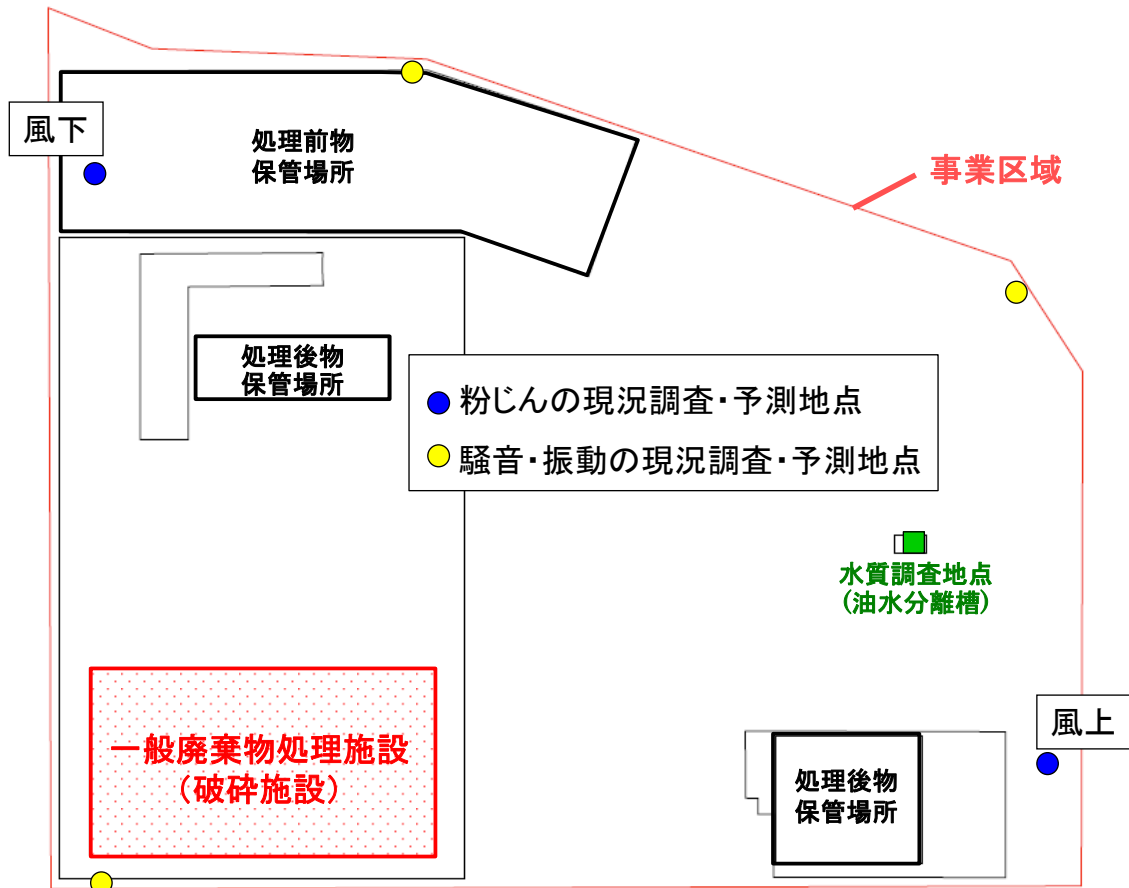 風下
処理前物
保管場所
事業区域
処理後物
保管場所
粉じんの現況調査・予測地点
騒音・振動の現況調査・予測地点
水質調査地点
(油水分離槽)
一般廃棄物処理施設
(破砕施設)
風上
処理後物
保管場所